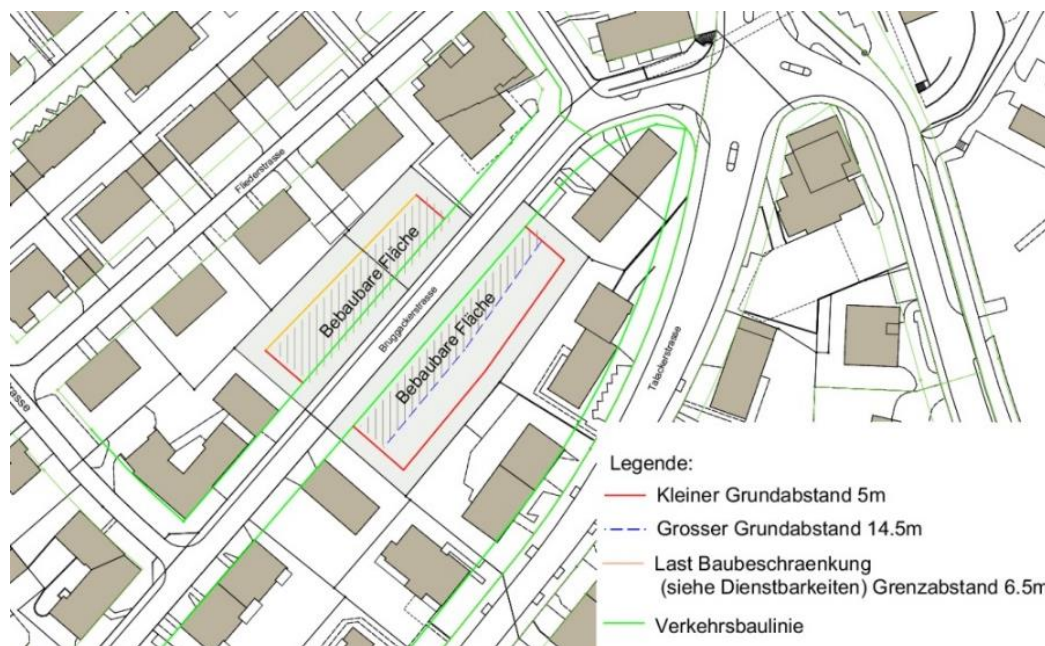 Fliederstrasse
Bebaubare Fläche
Bruggackerstrasse
Bebaubare Fläche
Talackerstrasse
rasse
Legende:
Kleiner Grundabstand 5m
Grosser Grundabstand 14.5m
Last Baubeschraenkung
(siehe Dienstbarkeiten) Grenzabstand 6.5m
Verkehrsbaulinie